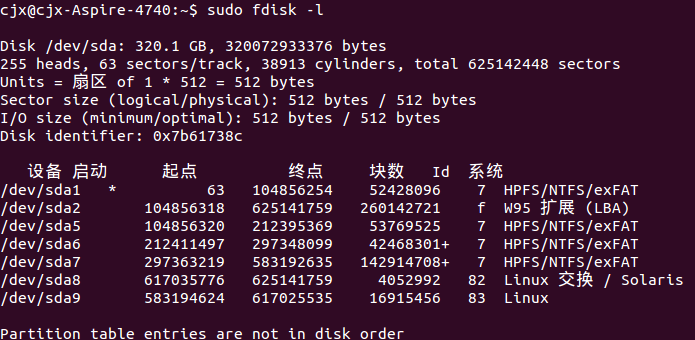 cjx@cjx-Aspire-4740:~$ sudo fdisk -l
Disk /dev/sda: 320.1 GB, 320072933376 bytes
255 heads, 63 sectors/track, 38913 cylinders, total 625142448 sectors
Units = 扇区 of 1 * 512 = 512 bytes
Sector size (logical/physical): 512 bytes / 512 bytes
I/O size (minimum/optimal): 512 bytes / 512 bytes
Disk identifier: 0x7b61738c
设备 启动 起点 终点 块数 Id 系统
/dev/sda1 * 63 104856254 52428096 7 HPFS/NTFS/exFAT
/dev/sda2 104856318 625141759 260142721 f W95 扩展 (LBA)
/dev/sda5 104856320 212395369 53769525 7 HPFS/NTFS/exFAT
/dev/sda6 212411497 297348099 42468301+ 7 HPFS/NTFS/exFAT
/dev/sda7 297363219 583192635 142914708+ 7 HPFS/NTFS/exFAT
/dev/sda8 617035776 625141759 4052992 82 Linux 交换 / Solaris
/dev/sda9 583194624 617025535 16915456 83 Linux
Partition table entries are not in disk order